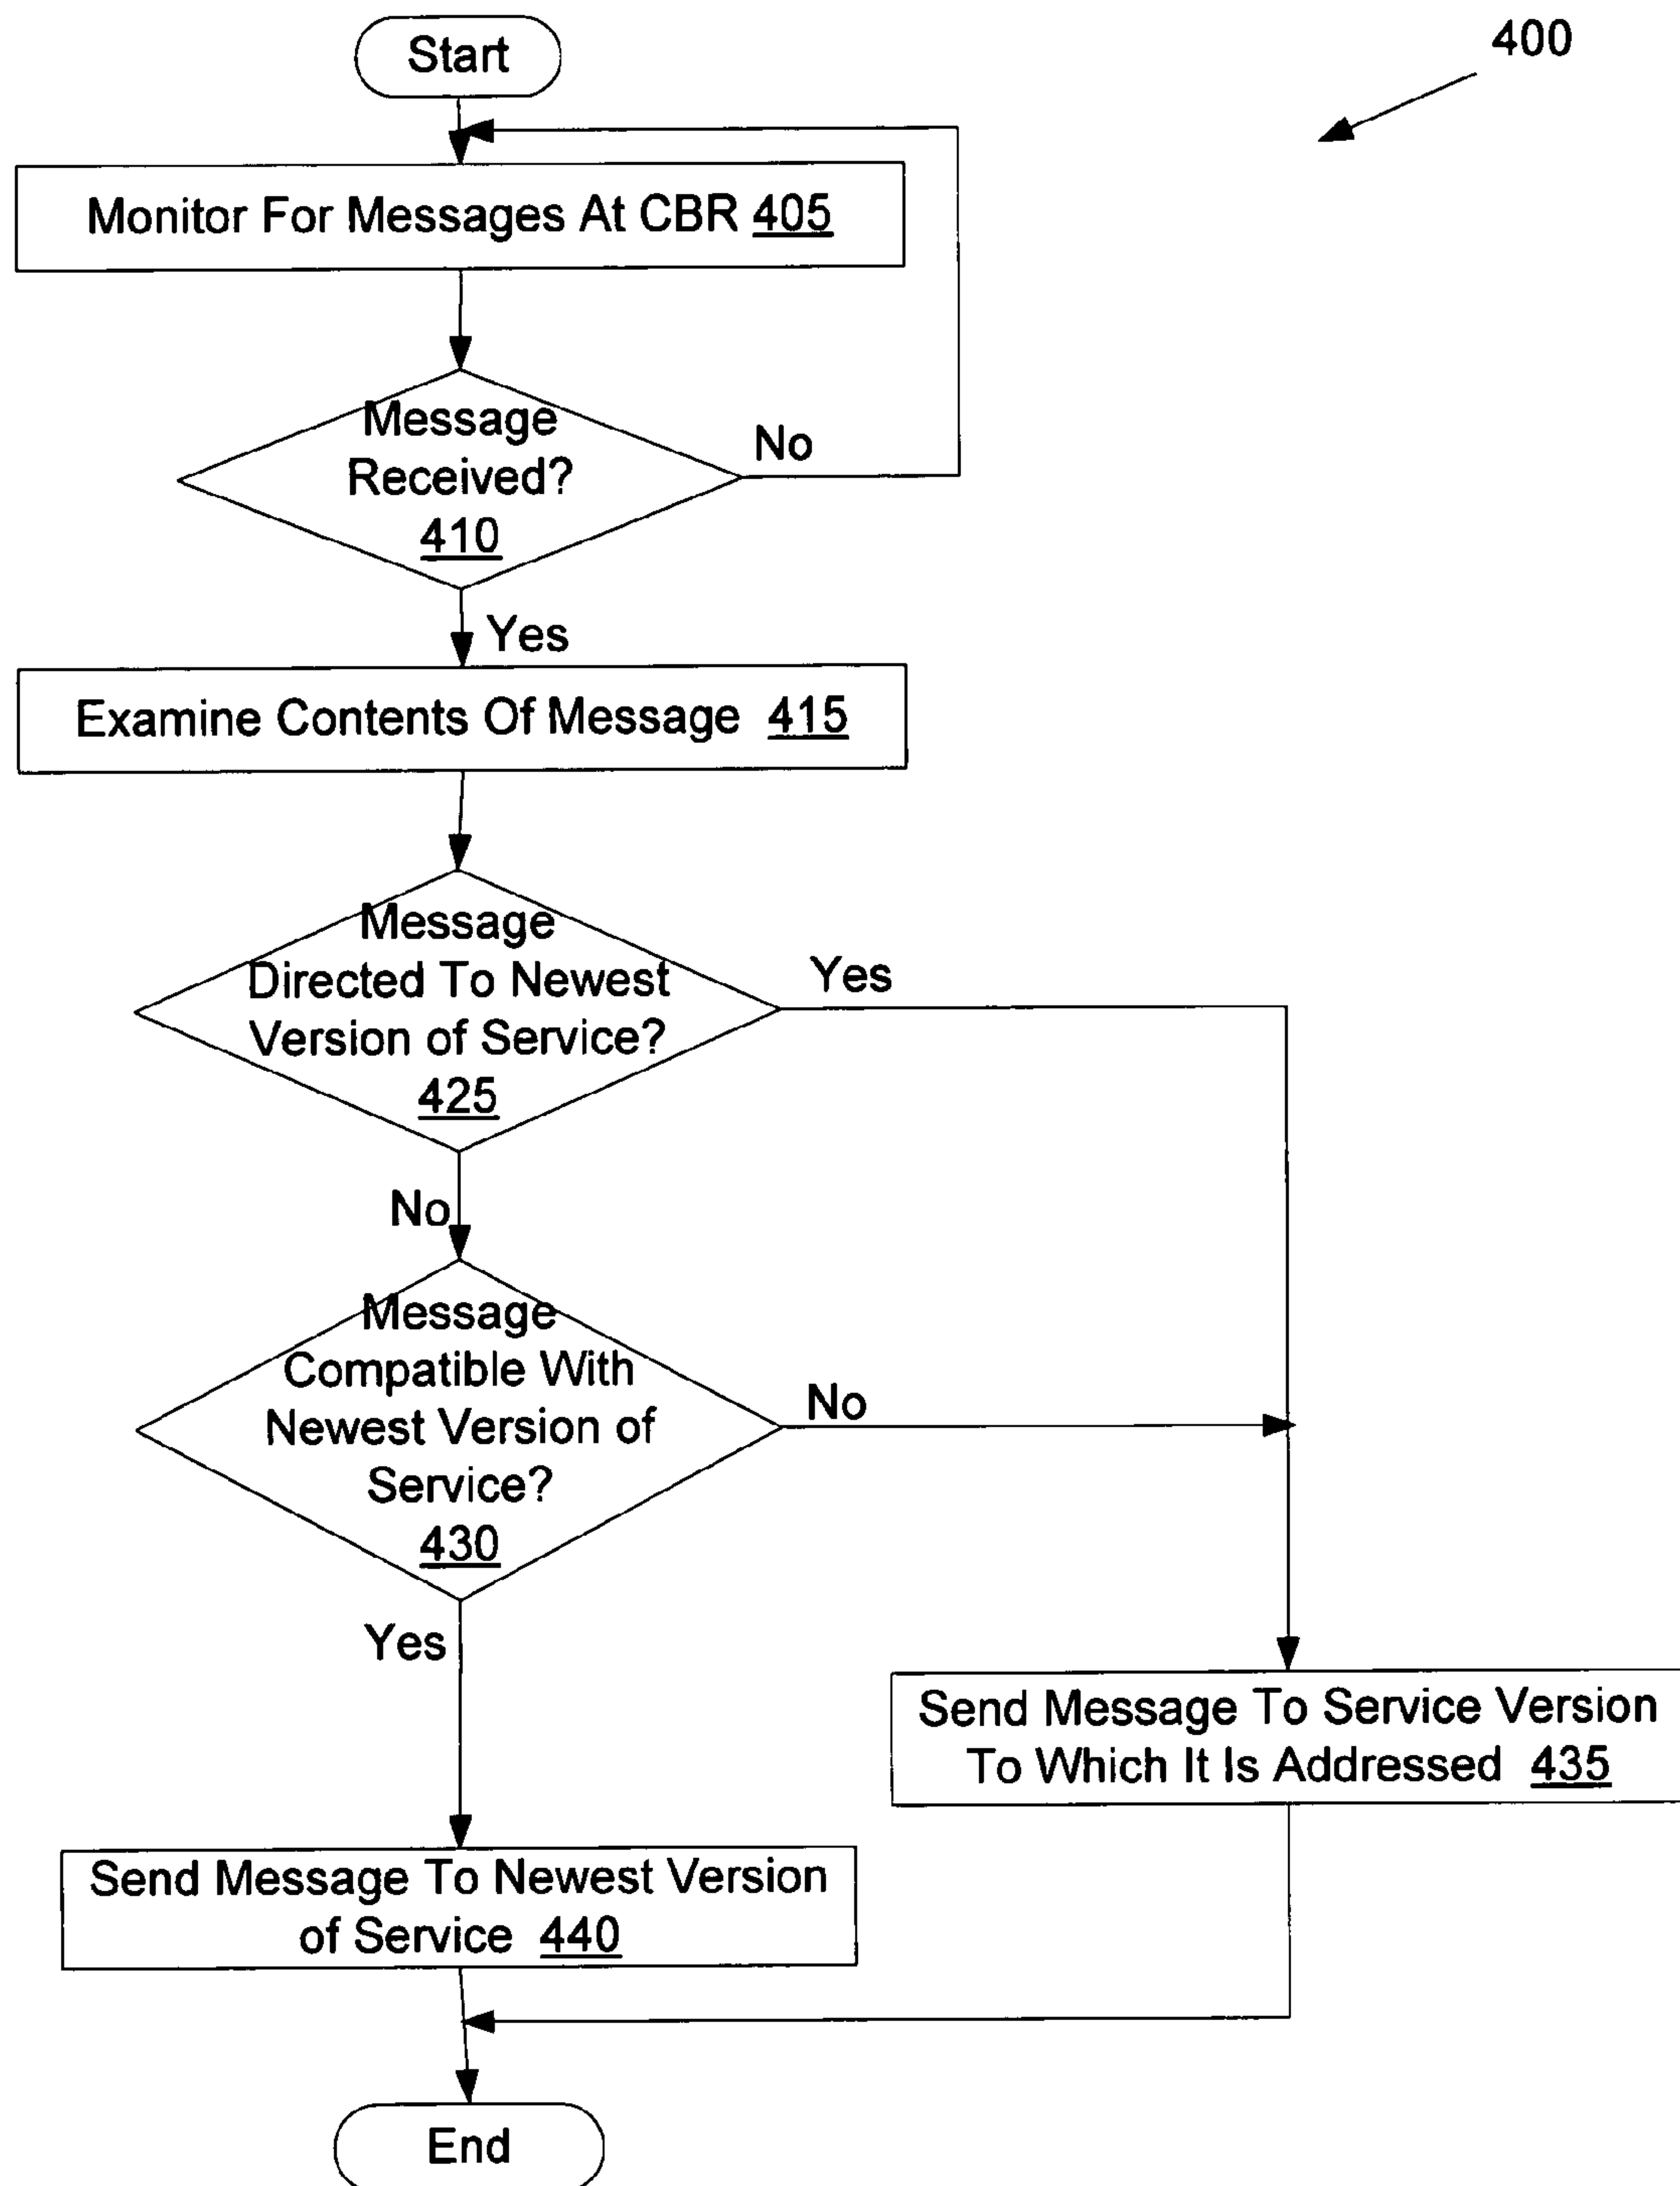 Start
400
Monitor For Messages At CBR 405
Message
Received?
410
No
Yes
Examine Contents Of Message 415
Message
Directed To Newest
Version of Service?
425
Yes
No
Message
Compatible With
Newest Version of
Service?
430
No
Yes
Send Message To Service Version
To Which It Is Addressed 435
Send Message To Newest Version
of Service 440
End